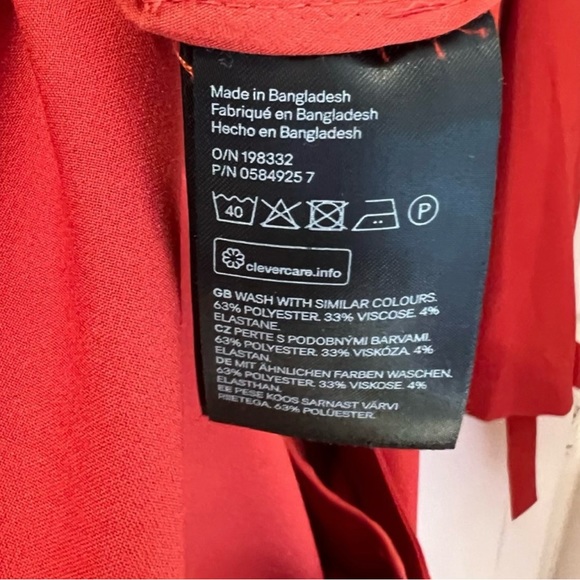 Made in Bangladesh
Fabriqué en Bangladesh
Hecho en Bangladesh
O/N 198332
P/N 0584925 7
40
P
clevercare.info
GB WASH WITH SIMILAR COLOURS.
63% POLYESTER. 33% VISCOSE. 4%
ELASTANE.
CZ PERTE S PODOBNÝMI BARVAMI.
63% POLYESTER. 33% VISKÓZA. 4%
ELASTAN.
DE MIT ÄHNLICHEN FARBEN WASCHEN.
63% POLYESTER. 33% VISKOSE. 4%
ELASTHAN.
EE PESE KOOS SARNAST VÄRVI
RIIETEGA. 63% POLÜESTER.